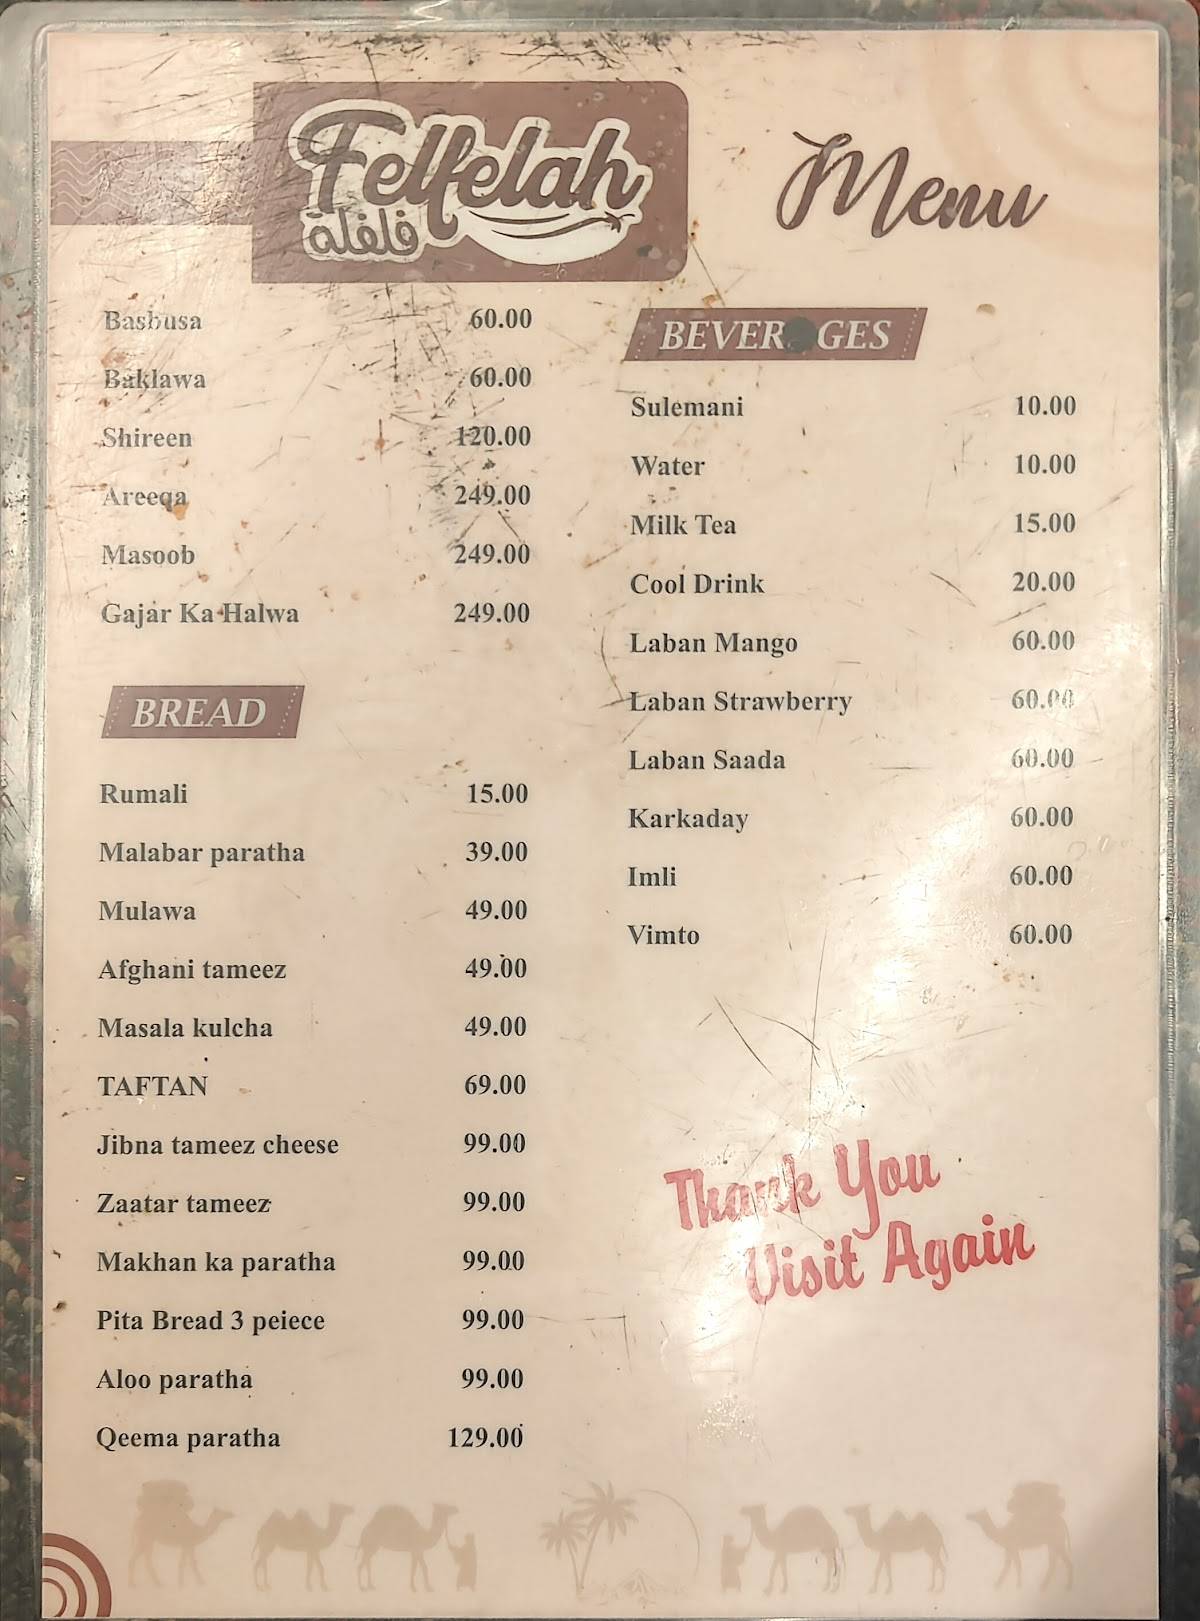 Felfelah
فلفلة
Menu
Basbusa 60.00
Baklawa 60.00
Shireen 120.00
Areeqa 249.00
Masoob 249.00
Gajar Ka Halwa 249.00
BREAD
Rumali 15.00
Malabar paratha 39.00
Mulawa 49.00
Afghani tameez 49.00
Masala kulcha 49.00
TAFTAN 69.00
Jibna tameez cheese 99.00
Zaatar tameez 99.00
Makhan ka paratha 99.00
Pita Bread 3 peiece 99.00
Aloo paratha 99.00
Qeema paratha 129.00
BEVERAGES
Sulemani 10.00
Water 10.00
Milk Tea 15.00
Cool Drink 20.00
Laban Mango 60.00
Laban Strawberry 60.00
Laban Saada 60.00
Karkaday 60.00
Imli 60.00
Vimto 60.00
Thank You
Visit Again